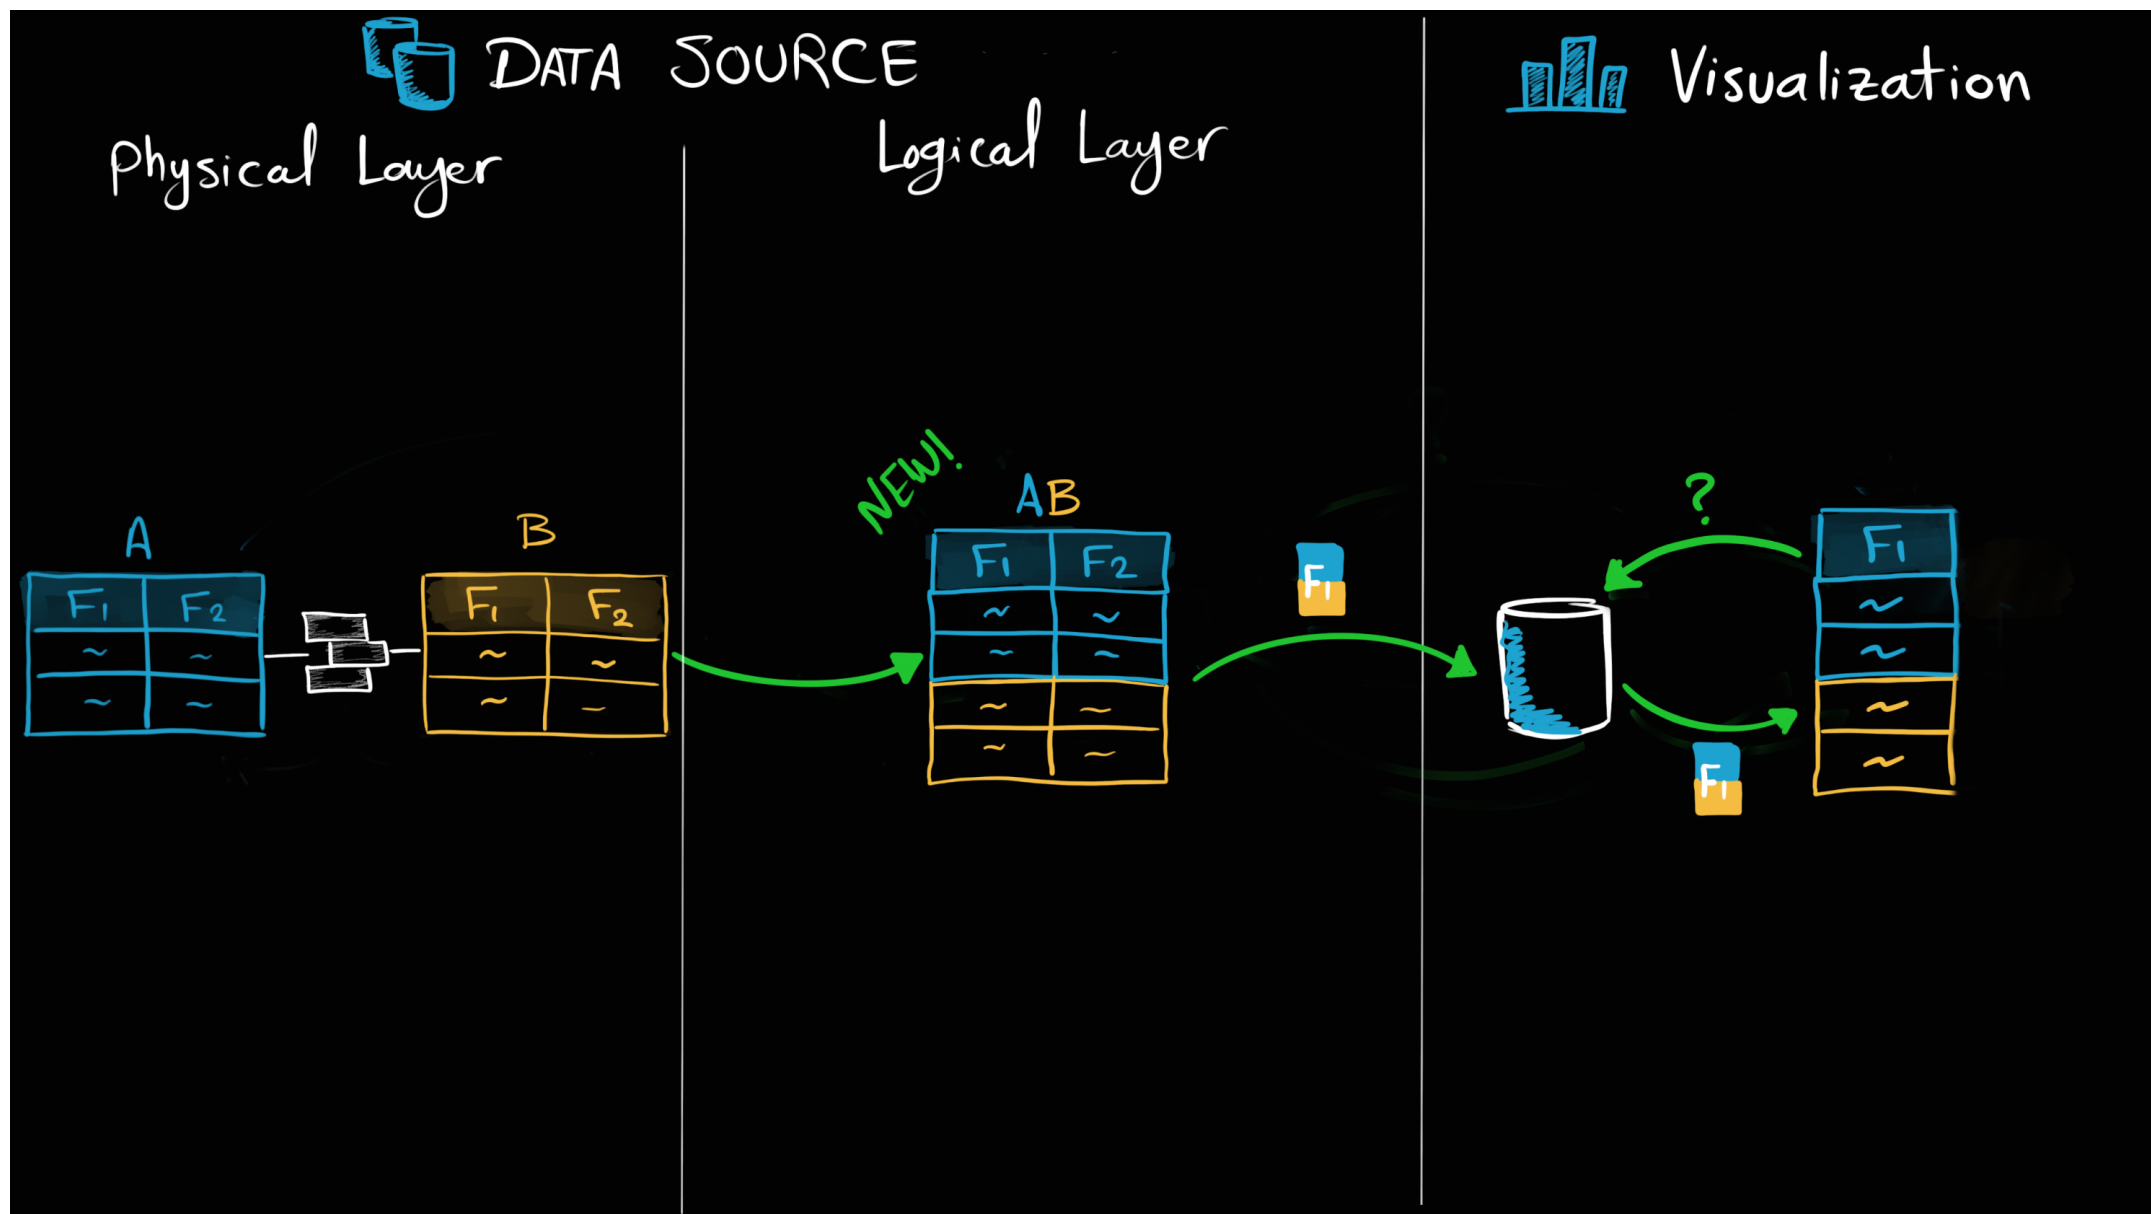 DATA SOURCE
Visualization
Physical Layer
Logical Layer
NEW!
A
B
AB
?
F1 F2
F1 F2
F1 F2
F1
F1
F1